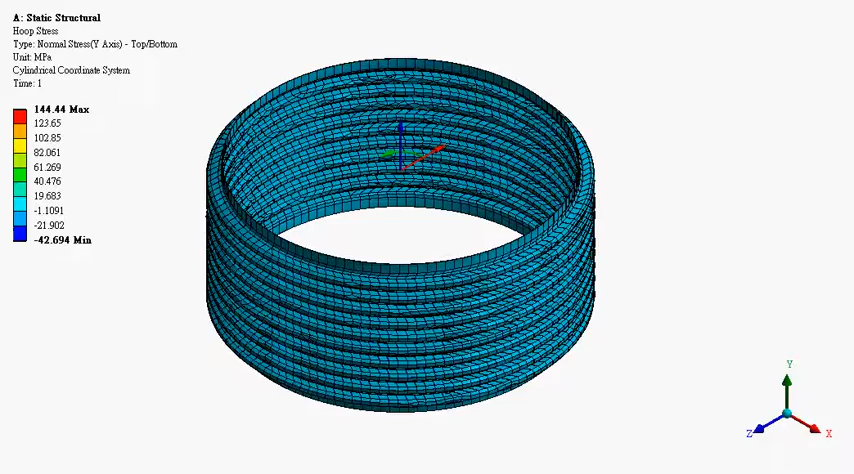 A: Static Structural
Hoop Stress
Type: Normal Stress(Y Axis) - Top/Bottom
Unit: MPa
Cylindrical Coordinate System
Time: 1
144.44 Max
123.65
102.85
82.061
61.269
40.476
19.683
-1.1091
-21.902
-42.694 Min
Y
Z
X